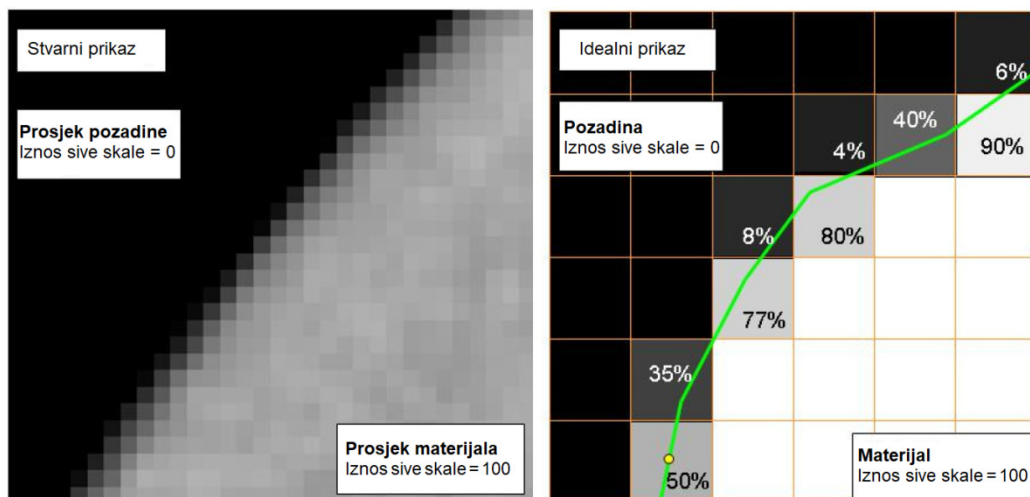 Stvarni prikaz
Prosjek pozadine
Iznos sive skale = 0
Prosjek materijala
Iznos sive skale = 100
Idealni prikaz
6%
Pozadina
Iznos sive skale = 0
4%
40%
90%
8%
80%
77%
35%
50%
Materijal
Iznos sive skale = 100